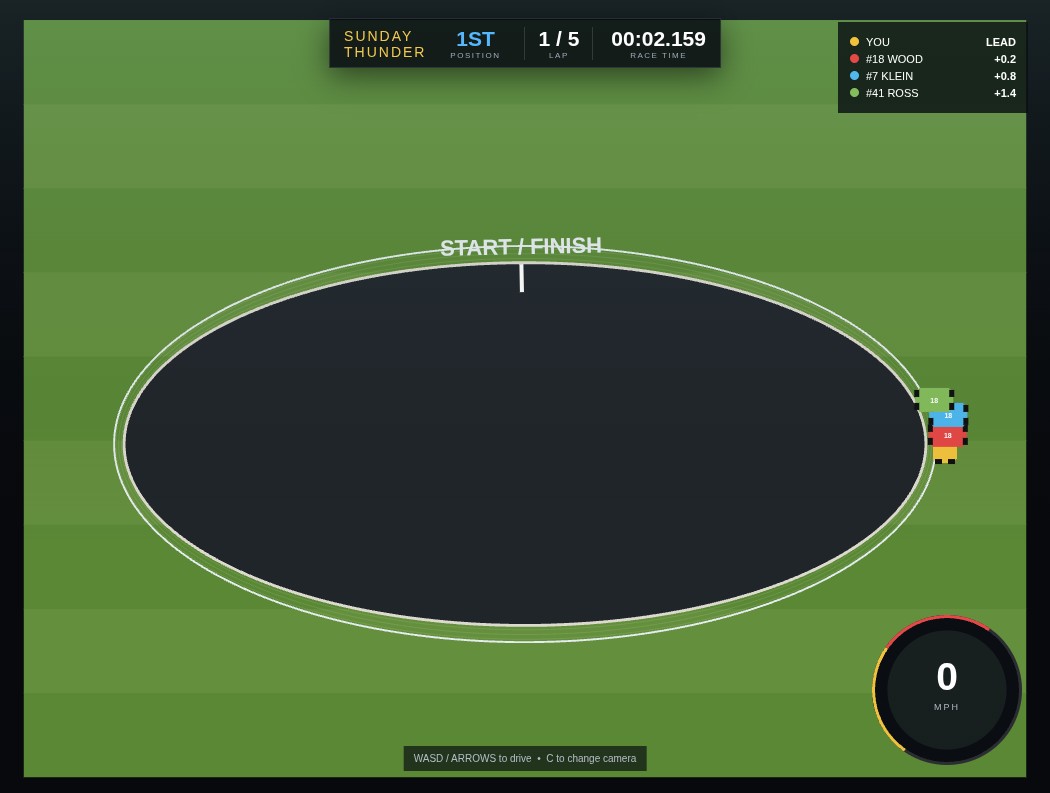 SUNDAY
THUNDER
1ST
POSITION
1 / 5
LAP
00:02.159
RACE TIME
YOU LEAD
#18 WOOD +0.2
#7 KLEIN +0.8
#41 ROSS +1.4
START / FINISH
18
18
18
0
MPH
WASD / ARROWS to drive • C to change camera